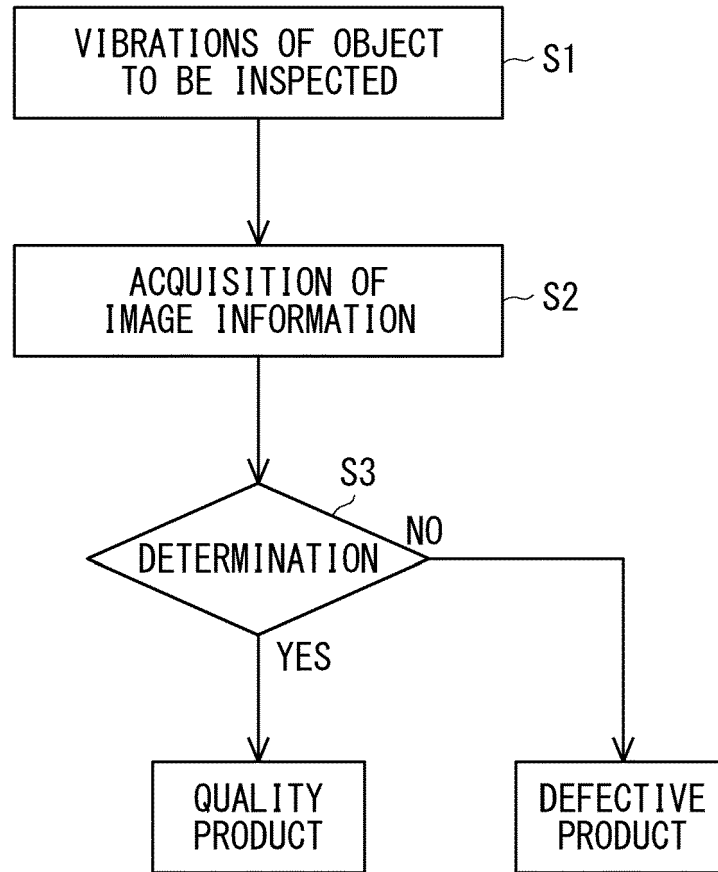 VIBRATIONS OF OBJECT
TO BE INSPECTED
S1
ACQUISITION OF
IMAGE INFORMATION
S2
S3
DETERMINATION
NO
YES
QUALITY
PRODUCT
DEFECTIVE
PRODUCT